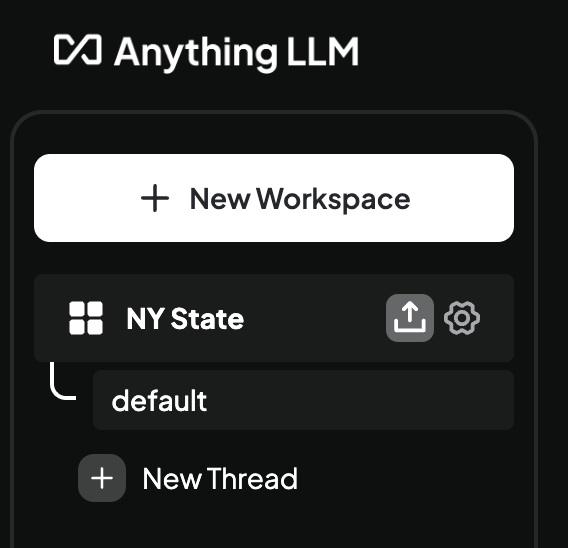 Anything LLM
New Workspace
NY State
default
New Thread